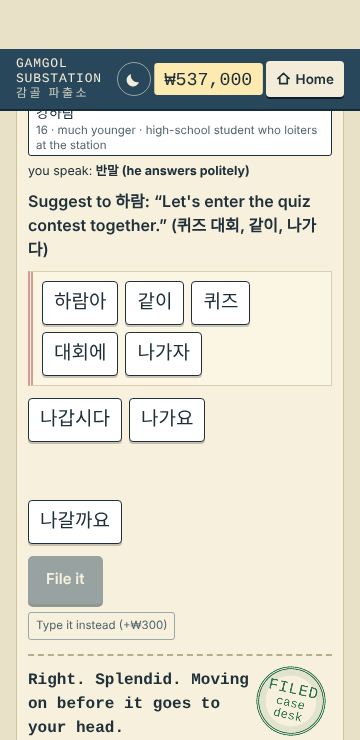 GAMGOL
SUBSTATION
감골 파출소
₩537,000
Home
강하람
16 · much younger · high-school student who loiters
at the station
you speak: 반말 (he answers politely)
Suggest to 하람: “Let's enter the quiz
contest together.” (퀴즈 대회, 같이, 나가
다)
하람아 같이 퀴즈
대회에 나가자
나갑시다 나가요
나갈까요
File it
Type it instead (+₩300)
Right. Splendid. Moving
on before it goes to
your head.
FILED
case
desk